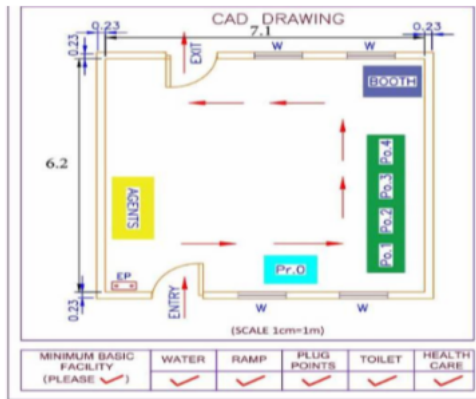 CAD DRAWING
0.23
7.1
0.23
0.23
EXIT
W
W
BOOTH
6.2
AGENTS
Po.4
Po.3
Po.2
Po.1
EP
Pr.O
0.23
ENTRY
W
W
(SCALE 1cm=1m)
MINIMUM BASIC FACILITY (PLEASE ✓)
WATER
RAMP
PLUG POINTS
TOILET
HEALTH CARE